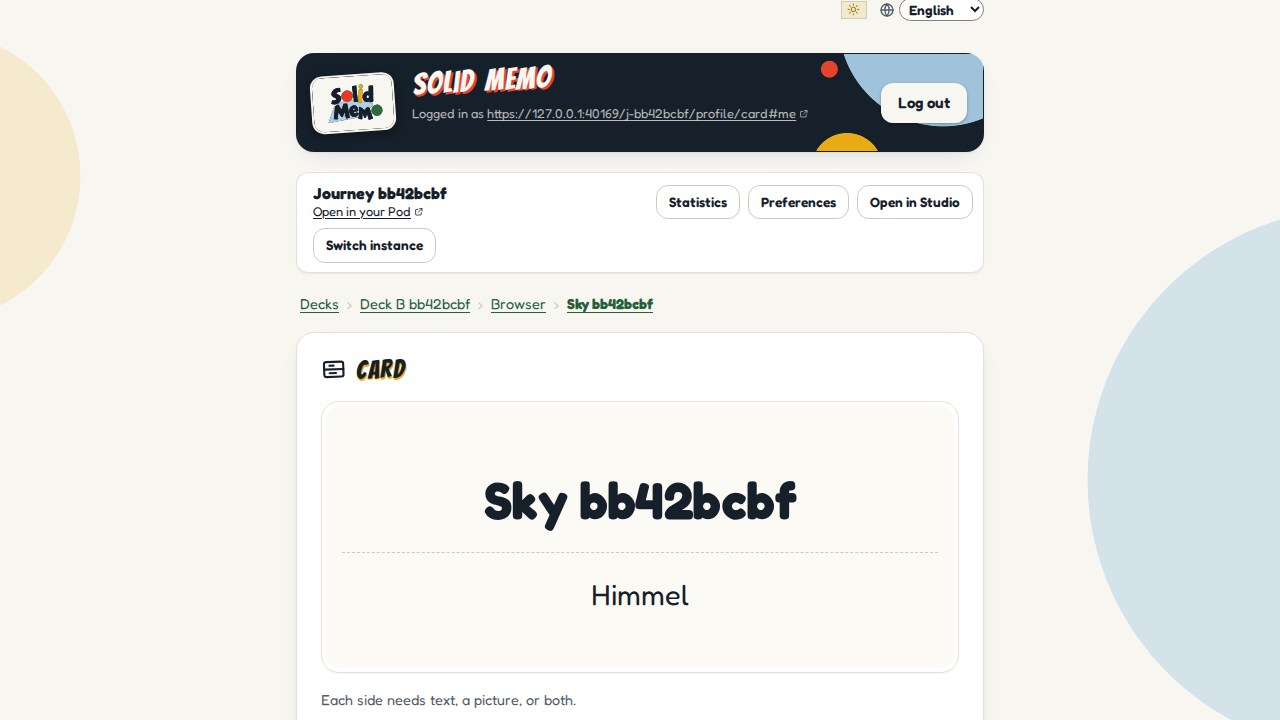 English
Solid Memo
SOLID MEMO
Logged in as https://127.0.0.1:40169/j-bb42bcbf/profile/card#me
Log out
Journey bb42bcbf
Open in your Pod
Statistics
Preferences
Open in Studio
Switch instance
Decks › Deck B bb42bcbf › Browser › Sky bb42bcbf
CARD
Sky bb42bcbf
Himmel
Each side needs text, a picture, or both.